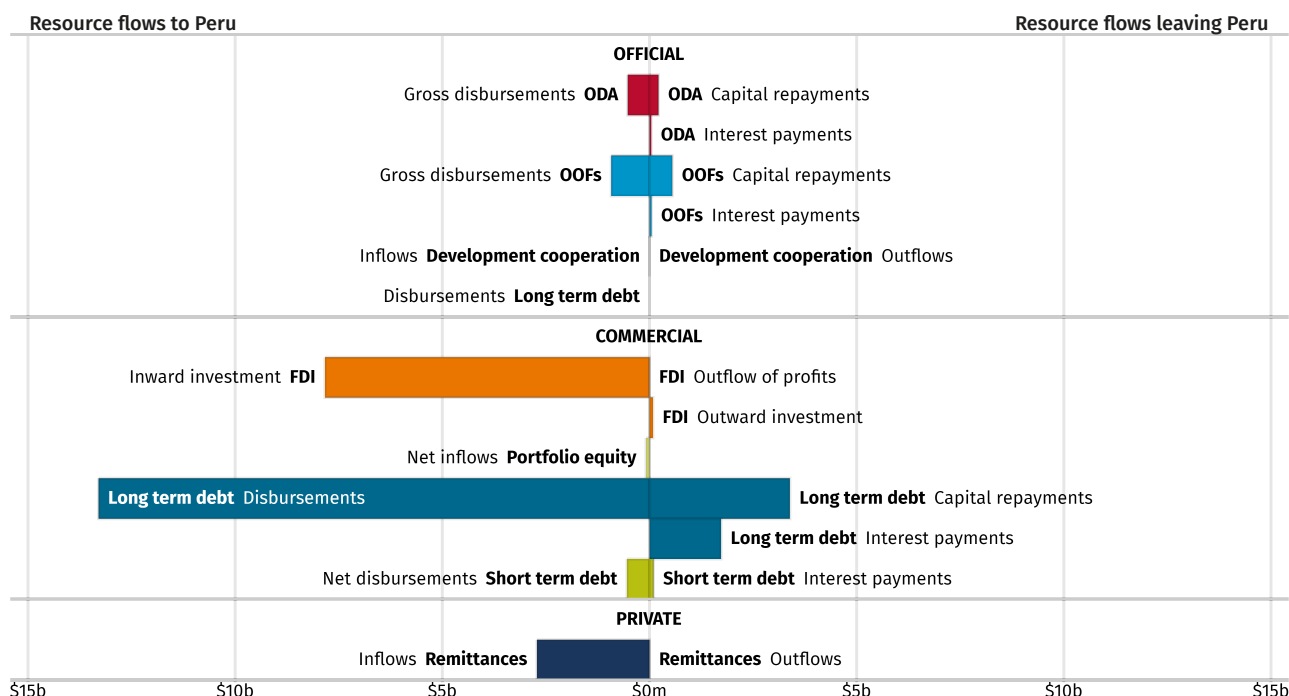 Resource flows to Peru Resource flows leaving Peru
OFFICIAL
Gross disbursements ODA ODA Capital repayments
ODA Interest payments
Gross disbursements OOFs OOFs Capital repayments
OOFs Interest payments
Inflows Development cooperation Development cooperation Outflows
Disbursements Long term debt
COMMERCIAL
Inward investment FDI FDI Outflow of profits
FDI Outward investment
Net inflows Portfolio equity
Long term debt Disbursements Long term debt Capital repayments
Long term debt Interest payments
Net disbursements Short term debt Short term debt Interest payments
PRIVATE
Inflows Remittances Remittances Outflows
$15b $10b $5b $0m $5b $10b $15b